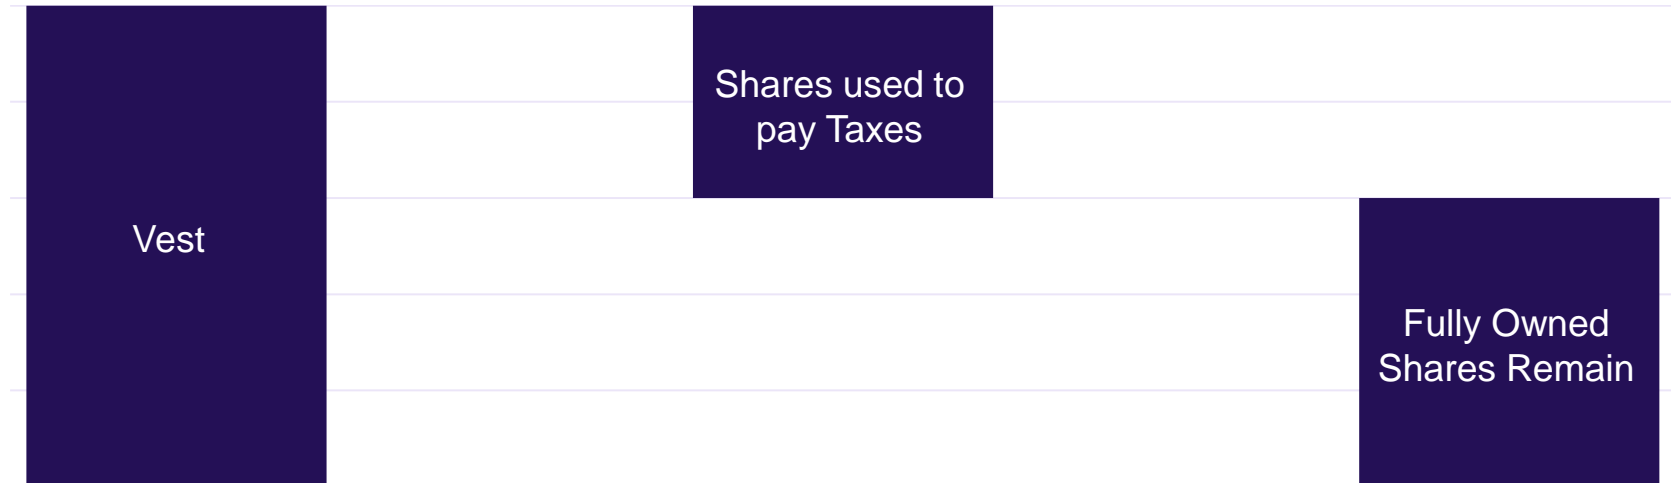 Vest
Shares used to
pay Taxes
Fully Owned
Shares Remain